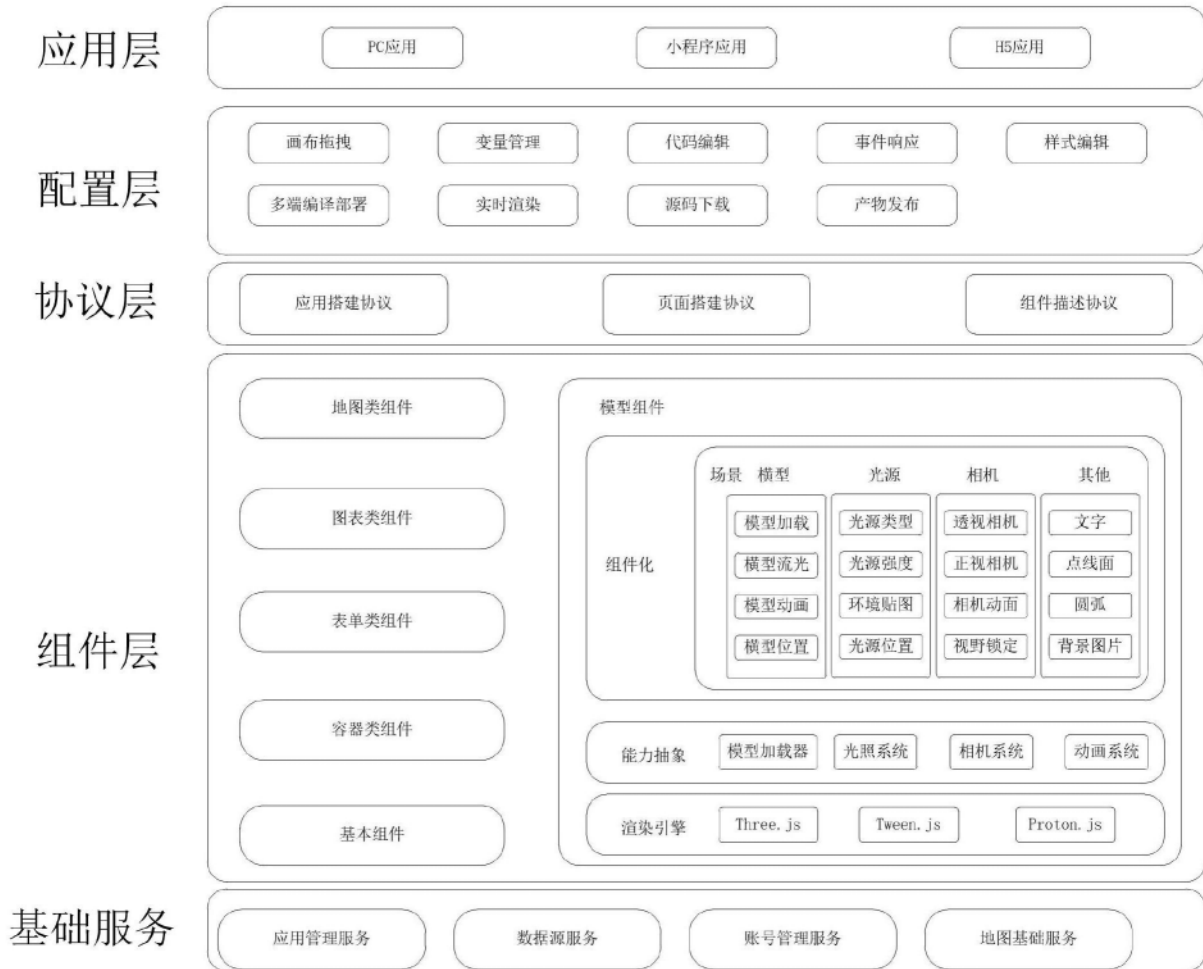 应用层
PC应用 小程序应用 H5应用
配置层
画布拖拽 变量管理 代码编辑 事件响应 样式编辑
多端编译部署 实时渲染 源码下载 产物发布
协议层
应用搭建协议 页面搭建协议 组件描述协议
组件层
地图类组件
图表类组件
表单类组件
容器类组件
基本组件
模型组件
组件化
场景 横型 光源 相机 其他
模型加载 光源类型 透视相机 文字
横型流光 光源强度 正视相机 点线面
模型动画 环境贴图 相机动面 圆弧
横型位置 光源位置 视野锁定 背景图片
能力抽象 模型加载器 光照系统 相机系统 动画系统
渲染引擎 Three.js Tween.js Proton.js
基础服务
应用管理服务 数据源服务 账号管理服务 地图基础服务